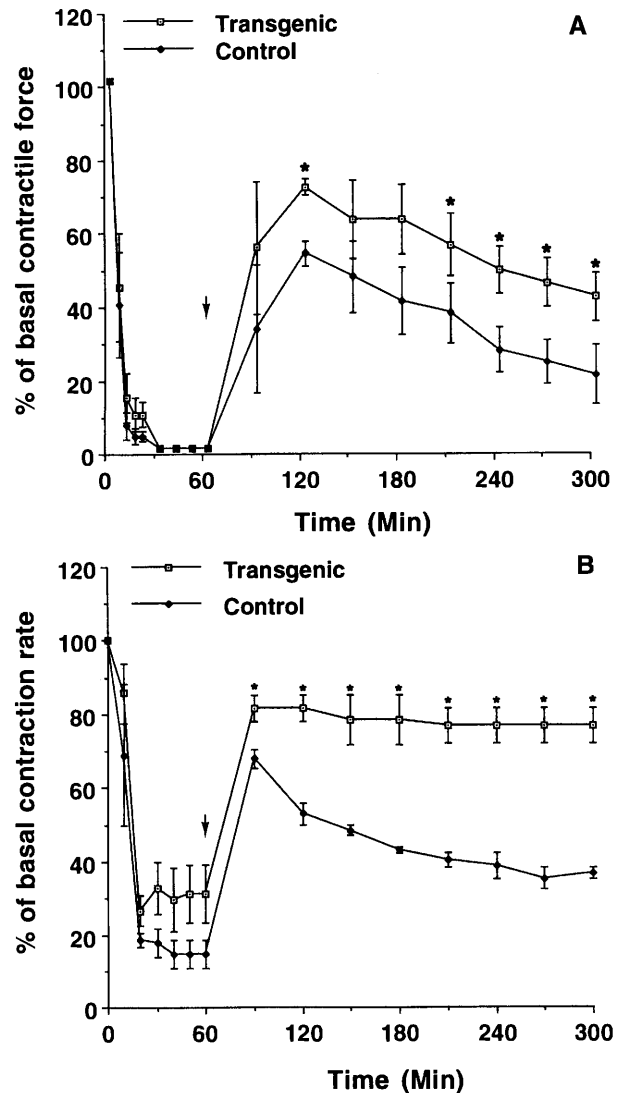 120
Transgenic
A
Control
100
80
60
40
20
0
% of basal contractile force
* * * * *
0 60 120 180 240 300
Time (Min)
120
Transgenic
B
Control
100
80
60
40
20
0
% of basal contraction rate
* * * * * * * *
0 60 120 180 240 300
Time (Min)